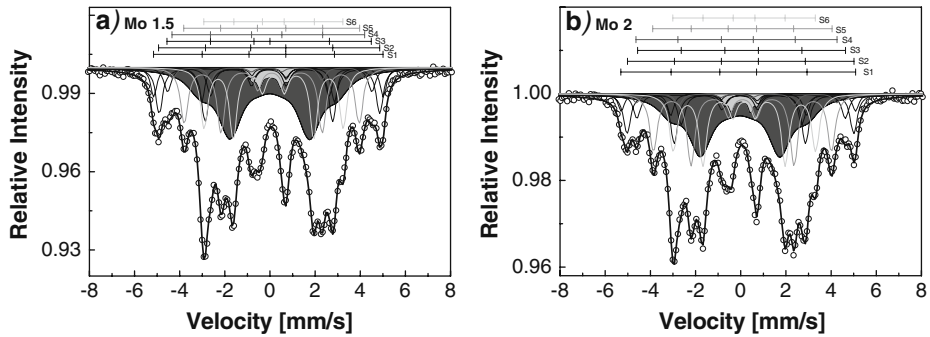 a) Mo 1.5
S6
S5
S4
S3
S2
S1
0.99
0.96
0.93
Relative Intensity
-8 -6 -4 -2 0 2 4 6 8
Velocity [mm/s]
b) Mo 2
S6
S5
S4
S3
S2
S1
1.00
0.98
0.96
Relative Intensity
-8 -6 -4 -2 0 2 4 6 8
Velocity [mm/s]